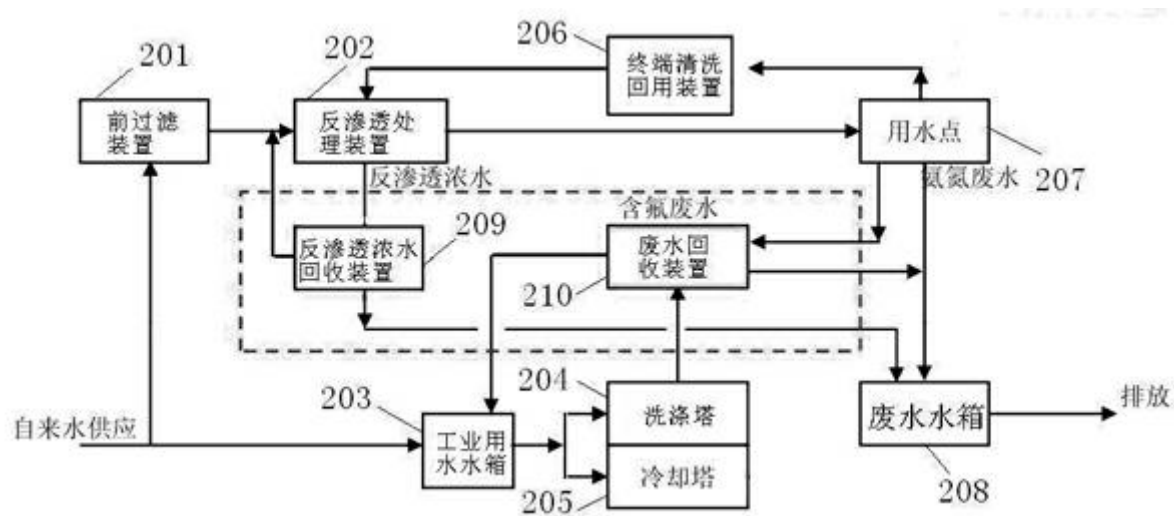 206
201
202
终端清洗
回用装置
前过滤
装置
反渗透处
理装置
用水点
反渗透浓水
氨氮废水
207
含氟废水
209
反渗透浓水
回收装置
废水回
收装置
210
204
203
洗涤塔
废水水箱
排放
自来水供应
工业用
水水箱
冷却塔
205
208